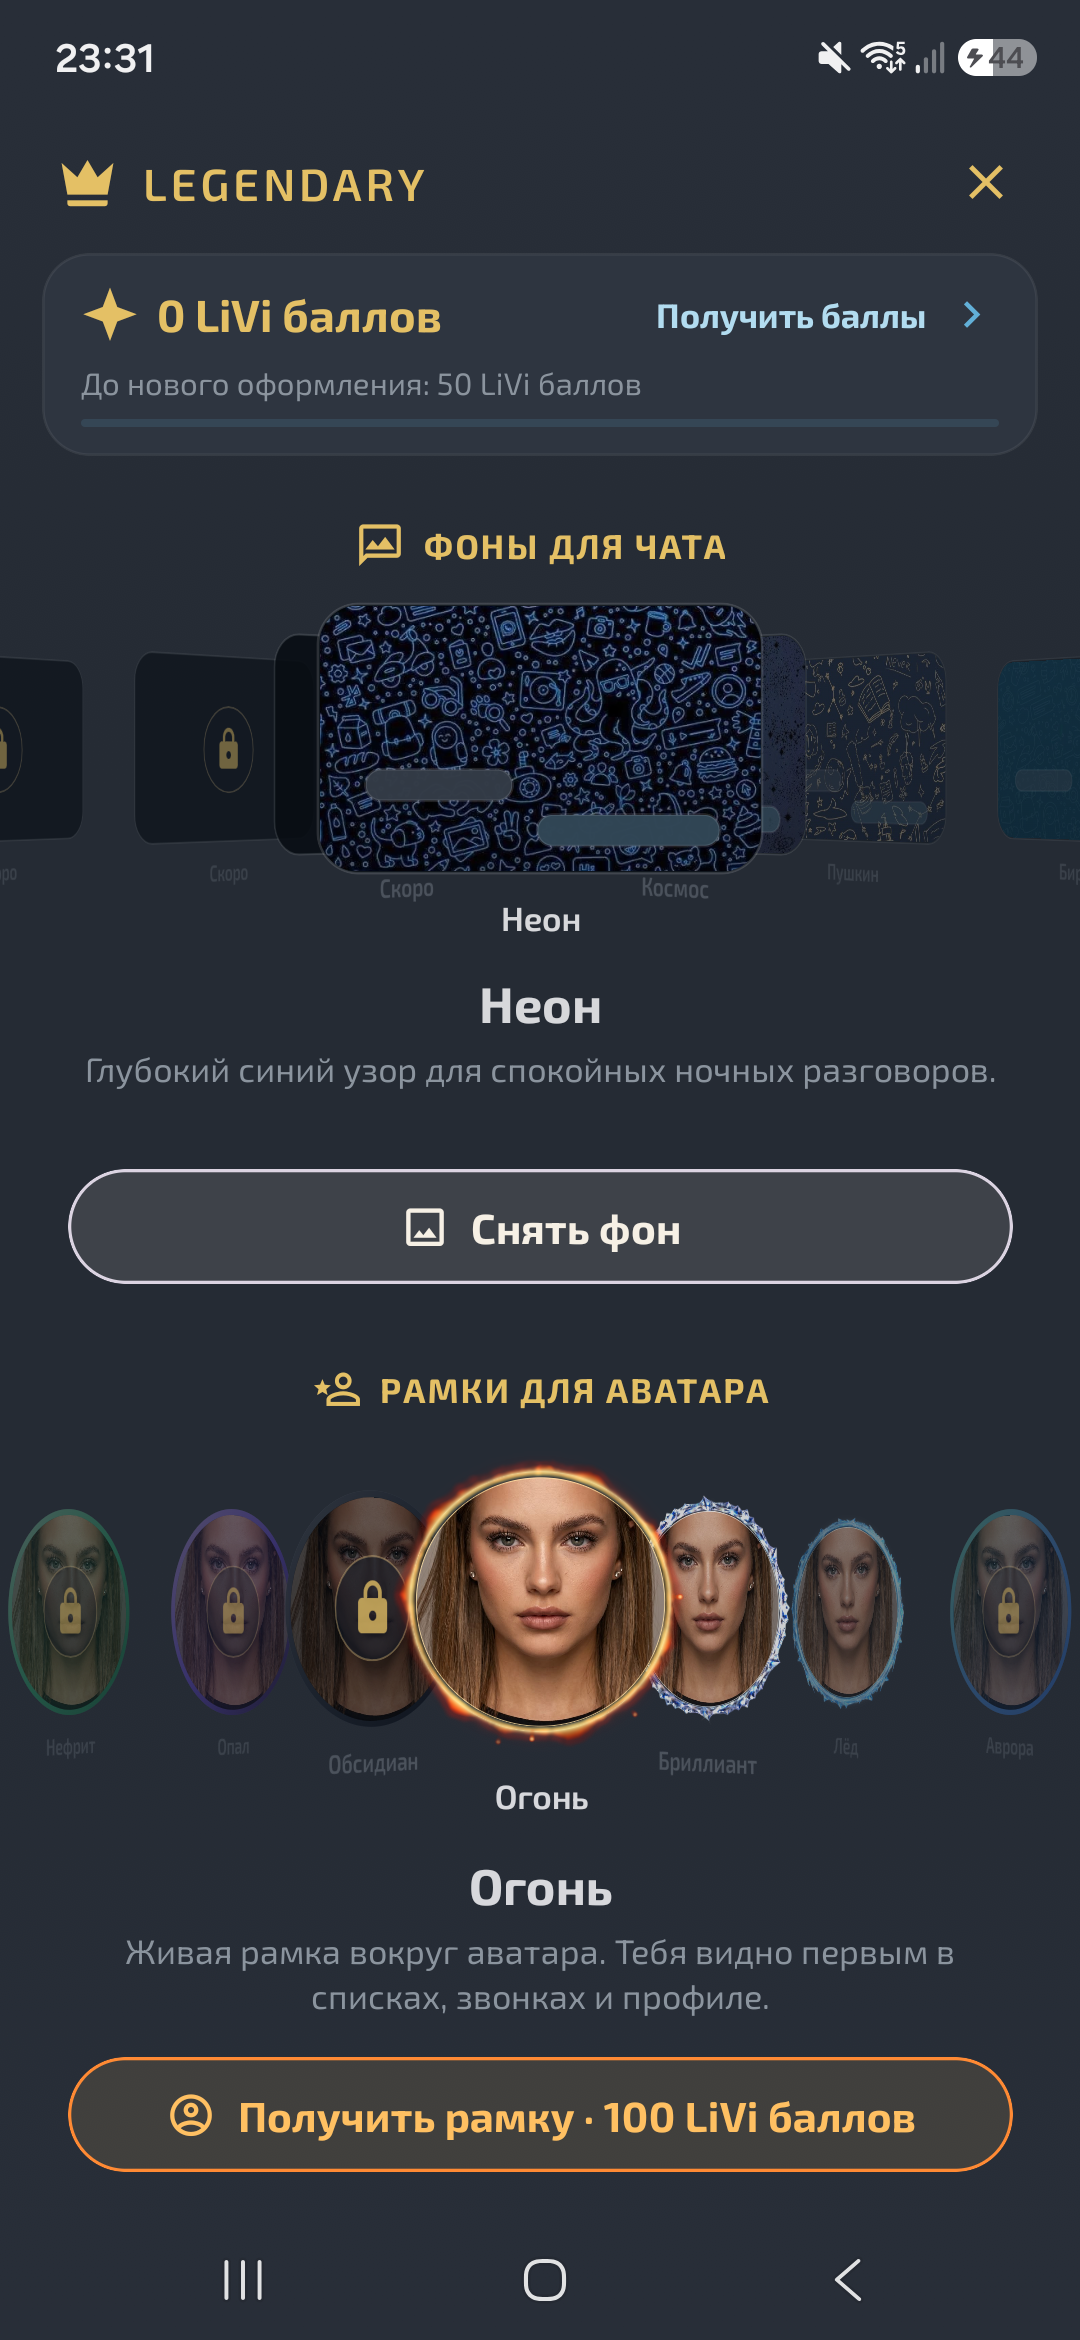 23:31
5
44
LEGENDARY
0 LiVi баллов
Получить баллы
До нового оформления: 50 LiVi баллов
ФОНЫ ДЛЯ ЧАТА
Скоро
Скоро
Космос
Пушкин
Неон
Неон
Глубокий синий узор для спокойных ночных разговоров.
Снять фон
РАМКИ ДЛЯ АВАТАРА
Нефрит
Опал
Обсидиан
Бриллиант
Лёд
Аврора
Огонь
Огонь
Живая рамка вокруг аватара. Тебя видно первым в
списках, звонках и профиле.
Получить рамку · 100 LiVi баллов